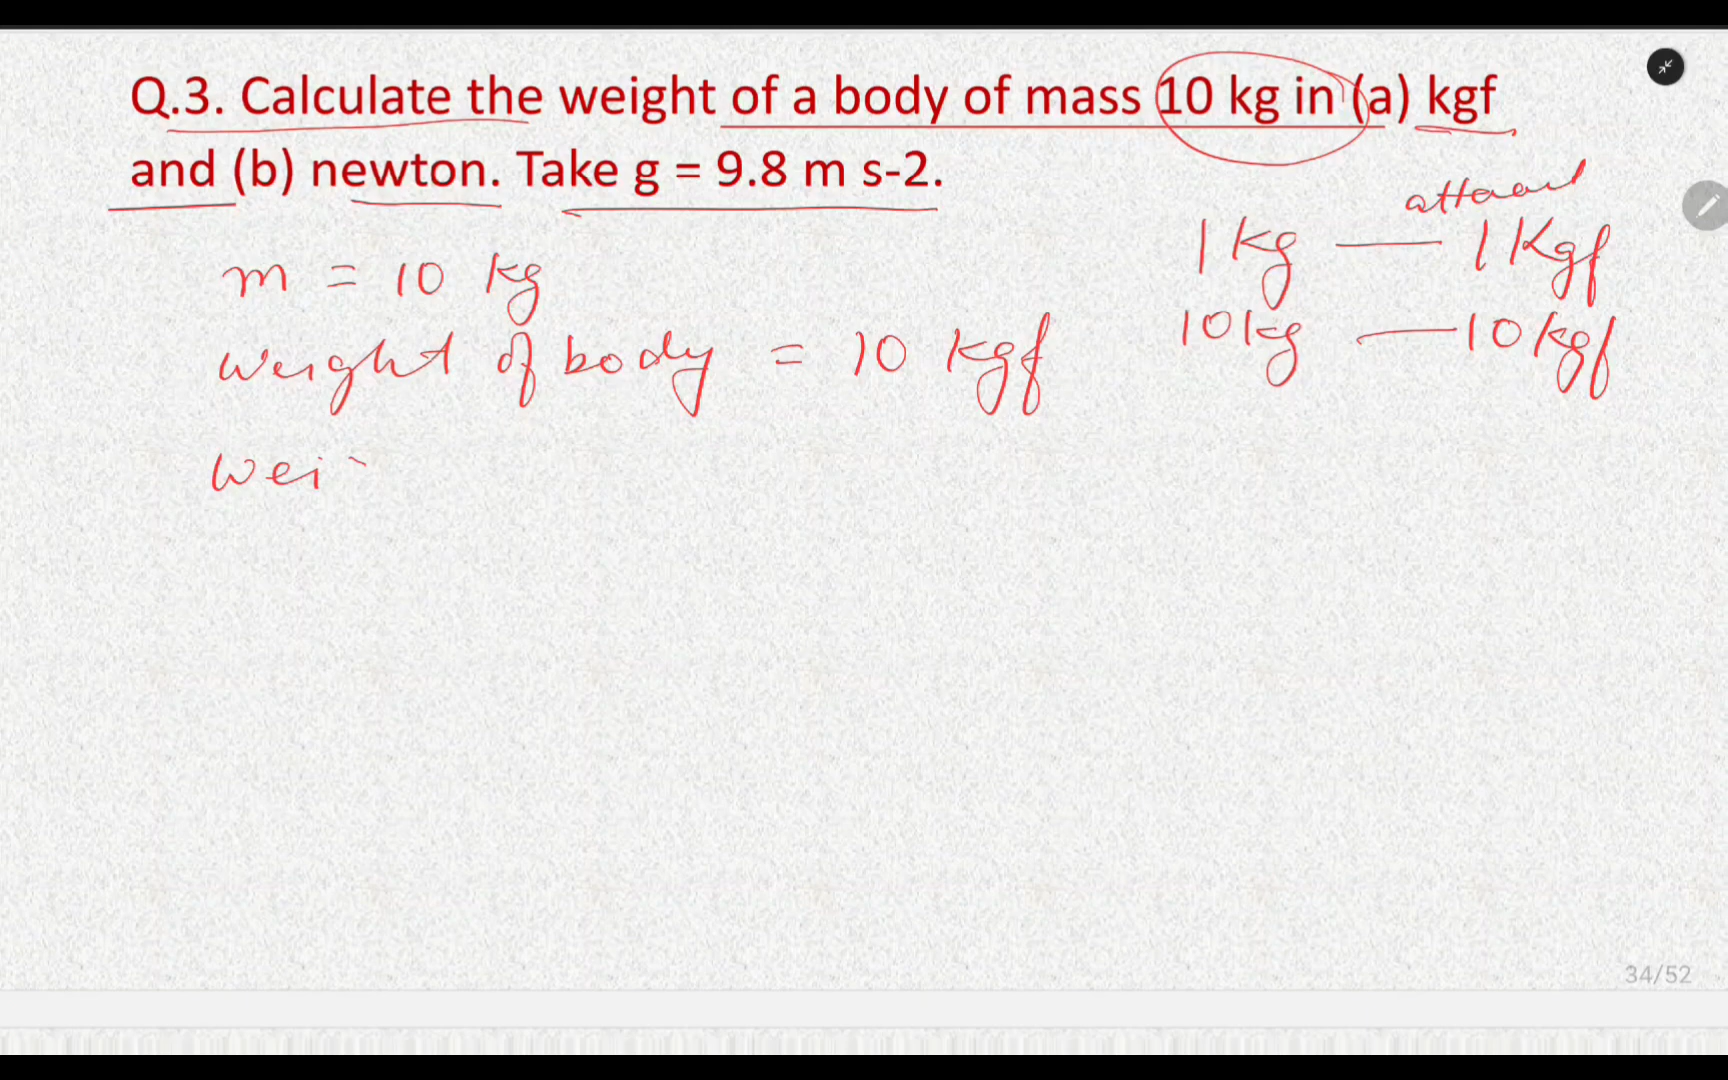 Q.3. Calculate the weight of a body of mass 10 kg in (a) kgf
and (b) newton. Take g = 9.8 m s-2.
m = 10 kg
weight of body = 10 kgf
wei
1 kg — 1 Kgf
10 kg — 10 kgf
34/52